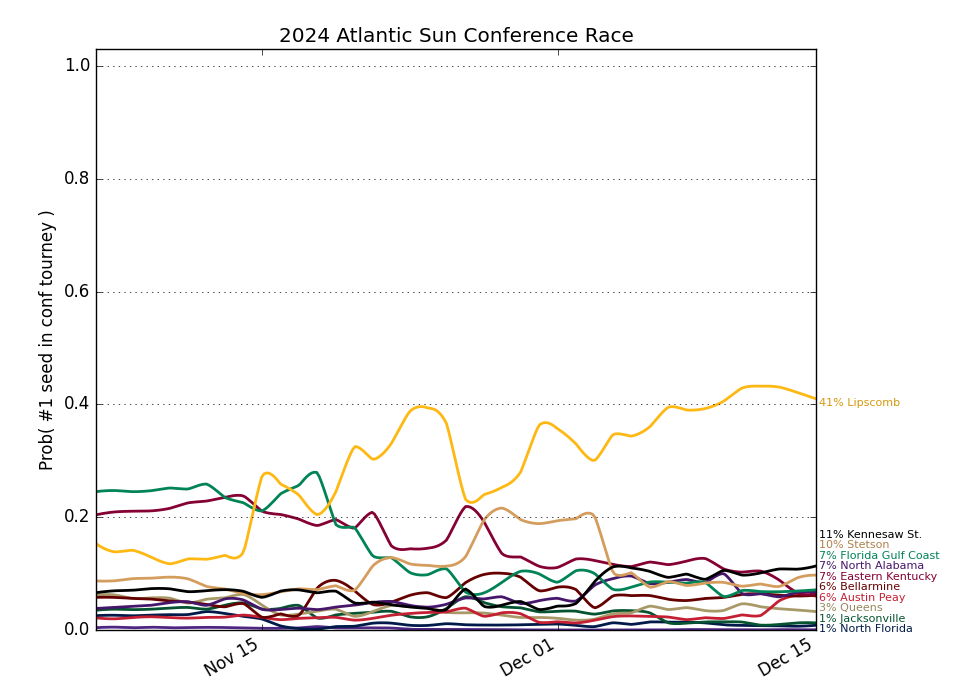 2024 Atlantic Sun Conference Race
Prob( #1 seed in conf tourney )
1.0
0.8
0.6
0.4
0.2
0.0
Nov 15
Dec 01
Dec 15
41% Lipscomb
11% Kennesaw St.
10% Stetson
7% Florida Gulf Coast
7% North Alabama
7% Eastern Kentucky
6% Bellarmine
6% Austin Peay
3% Queens
1% Jacksonville
1% North Florida